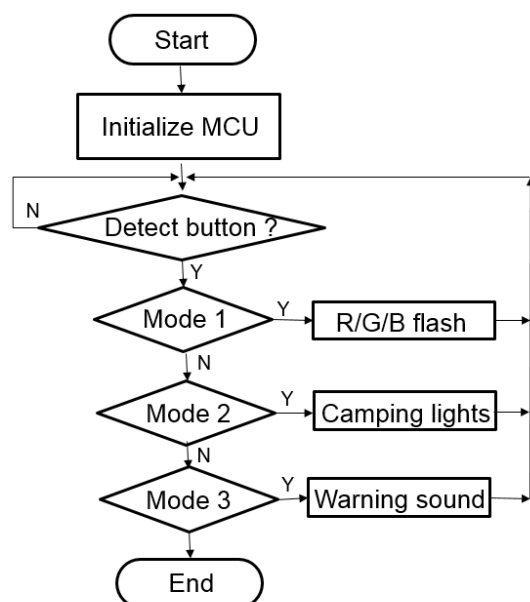 Start
Initialize MCU
N
Detect button ?
Y
Mode 1
Y
R/G/B flash
N
Mode 2
Y
Camping lights
N
Mode 3
Y
Warning sound
End